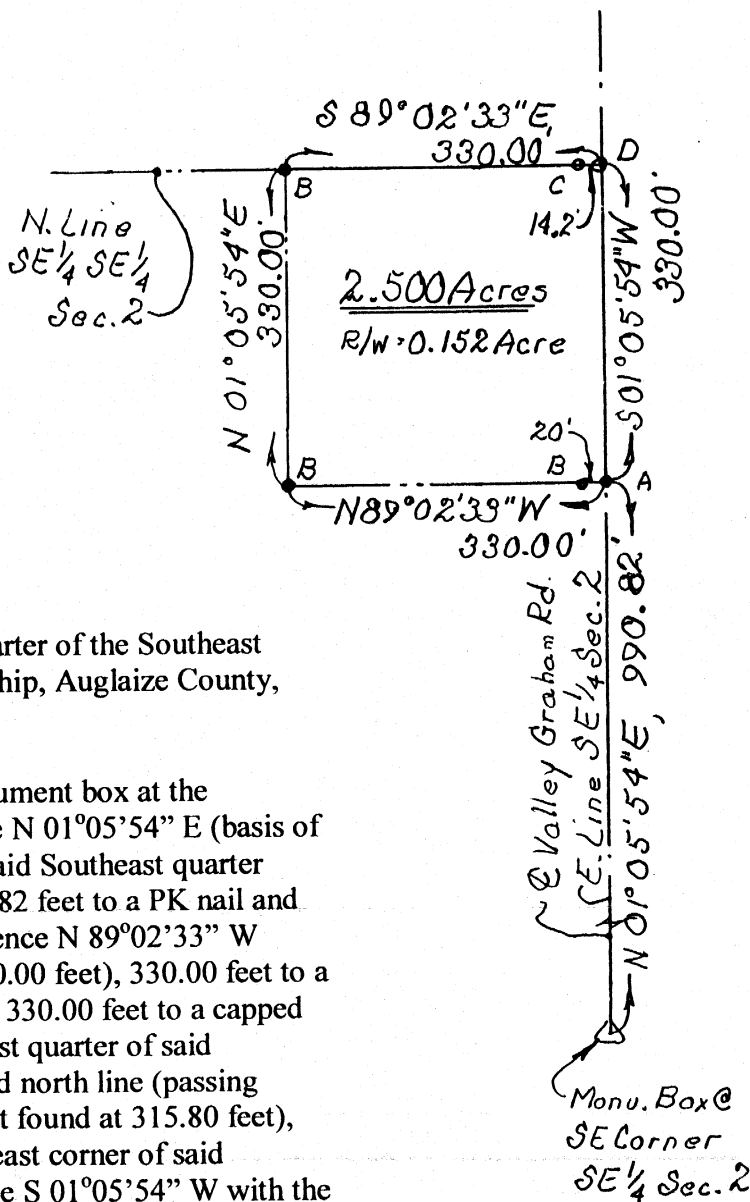 S 89°02'33"E,
330.00'
D
B
C
14.2'
N. Line
SE¼ SE¼
Sec. 2
N 01°05'54"E
330.00'
2.500 Acres
R/W = 0.152 Acre
S01°05'54"W
330.00'
20'
B
B
A
N89°02'33"W
330.00'
℄ Valley Graham Rd.
E. Line SE¼ Sec. 2
N 01°05'54"E, 990.82'
Monu. Box @
SE Corner
SE¼ Sec. 2
arter of the Southeast
ship, Auglaize County,
ument box at the
e N 01°05’54” E (basis of
aid Southeast quarter
82 feet to a PK nail and
ence N 89°02’33” W
0.00 feet), 330.00 feet to a
330.00 feet to a capped
st quarter of said
d north line (passing
t found at 315.80 feet),
east corner of said
e S 01°05’54” W with the